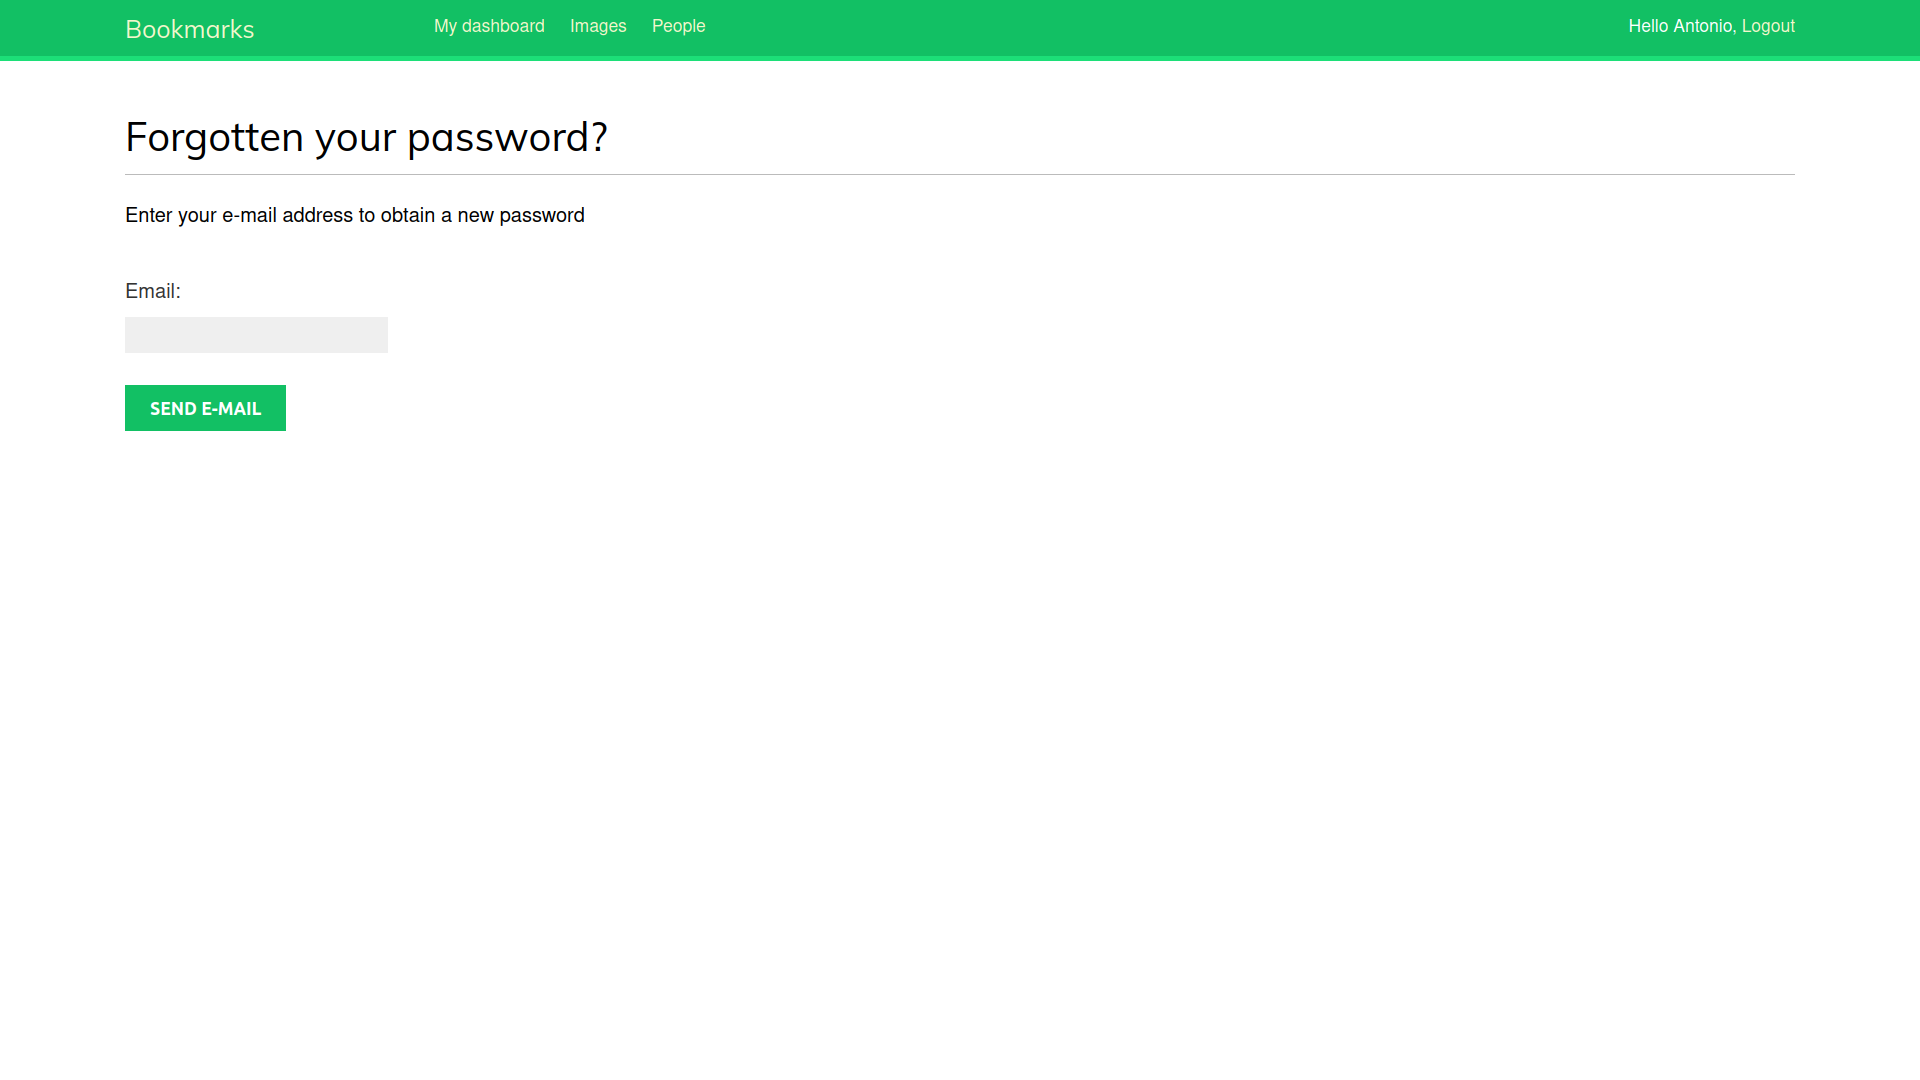 Bookmarks My dashboard Images People Hello Antonio, Logout
Forgotten your password?
Enter your e-mail address to obtain a new password
Email:
SEND E-MAIL